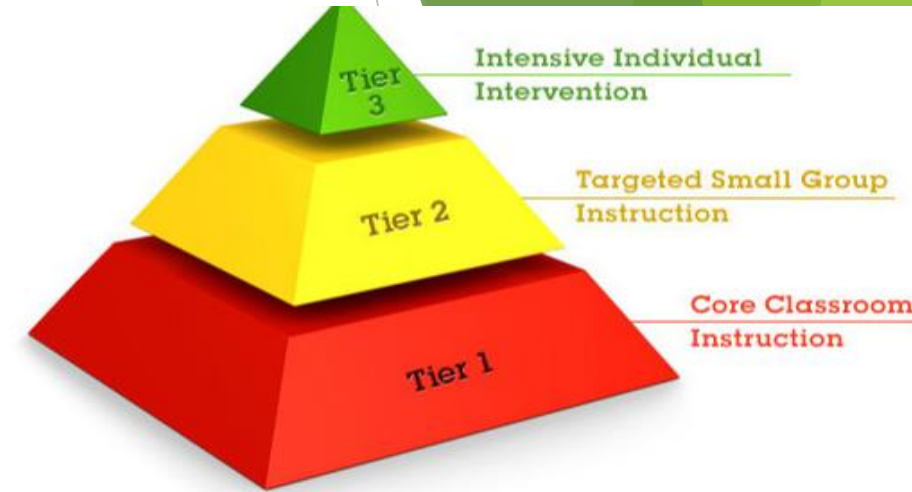 Tier
3
Intensive Individual
Intervention
Tier 2
Targeted Small Group
Instruction
Tier 1
Core Classroom
Instruction